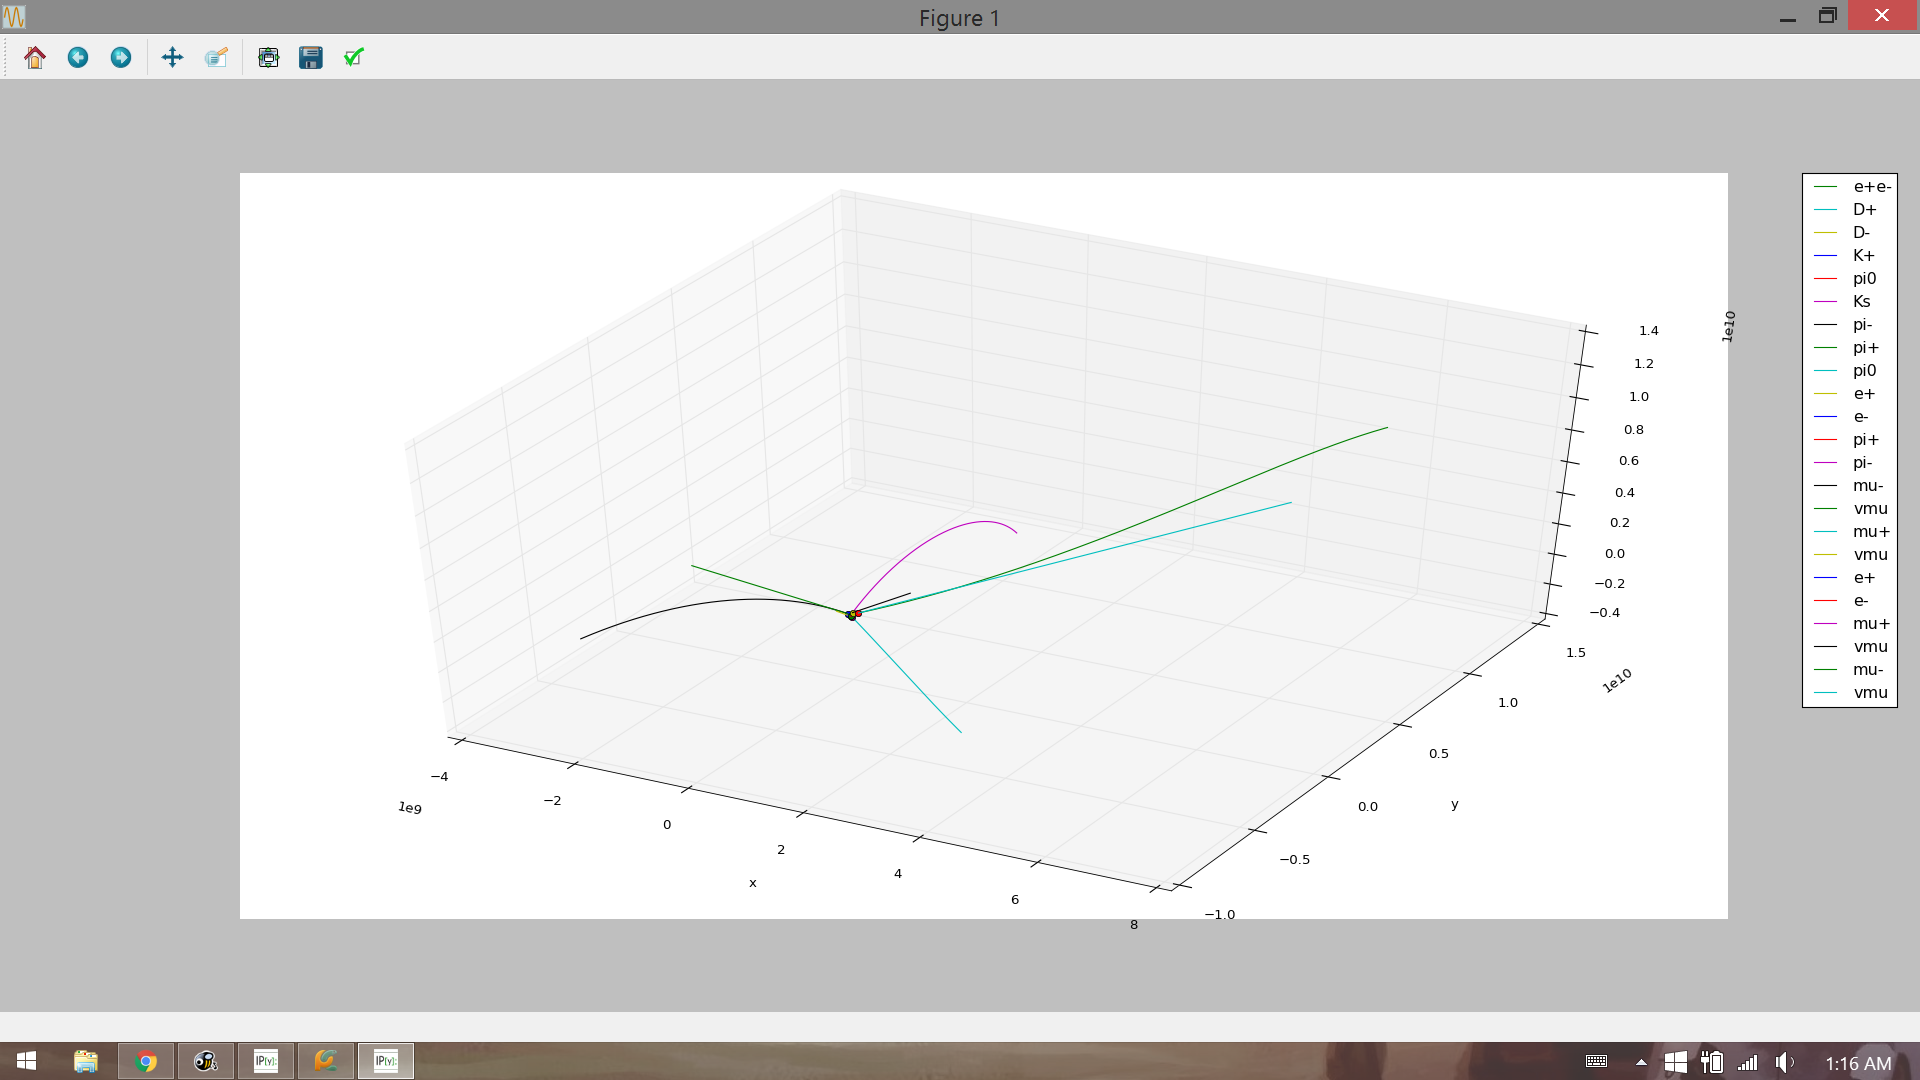 Figure 1
e+e-
D+
D-
K+
pi0
Ks
pi-
pi+
pi0
e+
e-
pi+
pi-
mu-
vmu
mu+
vmu
e+
e-
mu+
vmu
mu-
vmu
1e10
1.4
1.2
1.0
0.8
0.6
0.4
0.2
0.0
−0.2
−0.4
1.5
1e10
1.0
0.5
0.0
y
−0.5
−1.0
−4
1e9
−2
0
2
x
4
6
8
IP[y]:
IP[y]:
1:16 AM